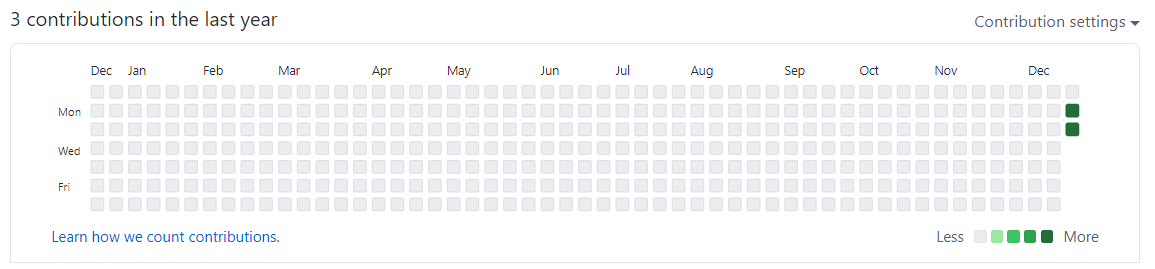 3 contributions in the last year
Contribution settings
Dec Jan Feb Mar Apr May Jun Jul Aug Sep Oct Nov Dec
Mon
Wed
Fri
Learn how we count contributions.
Less More